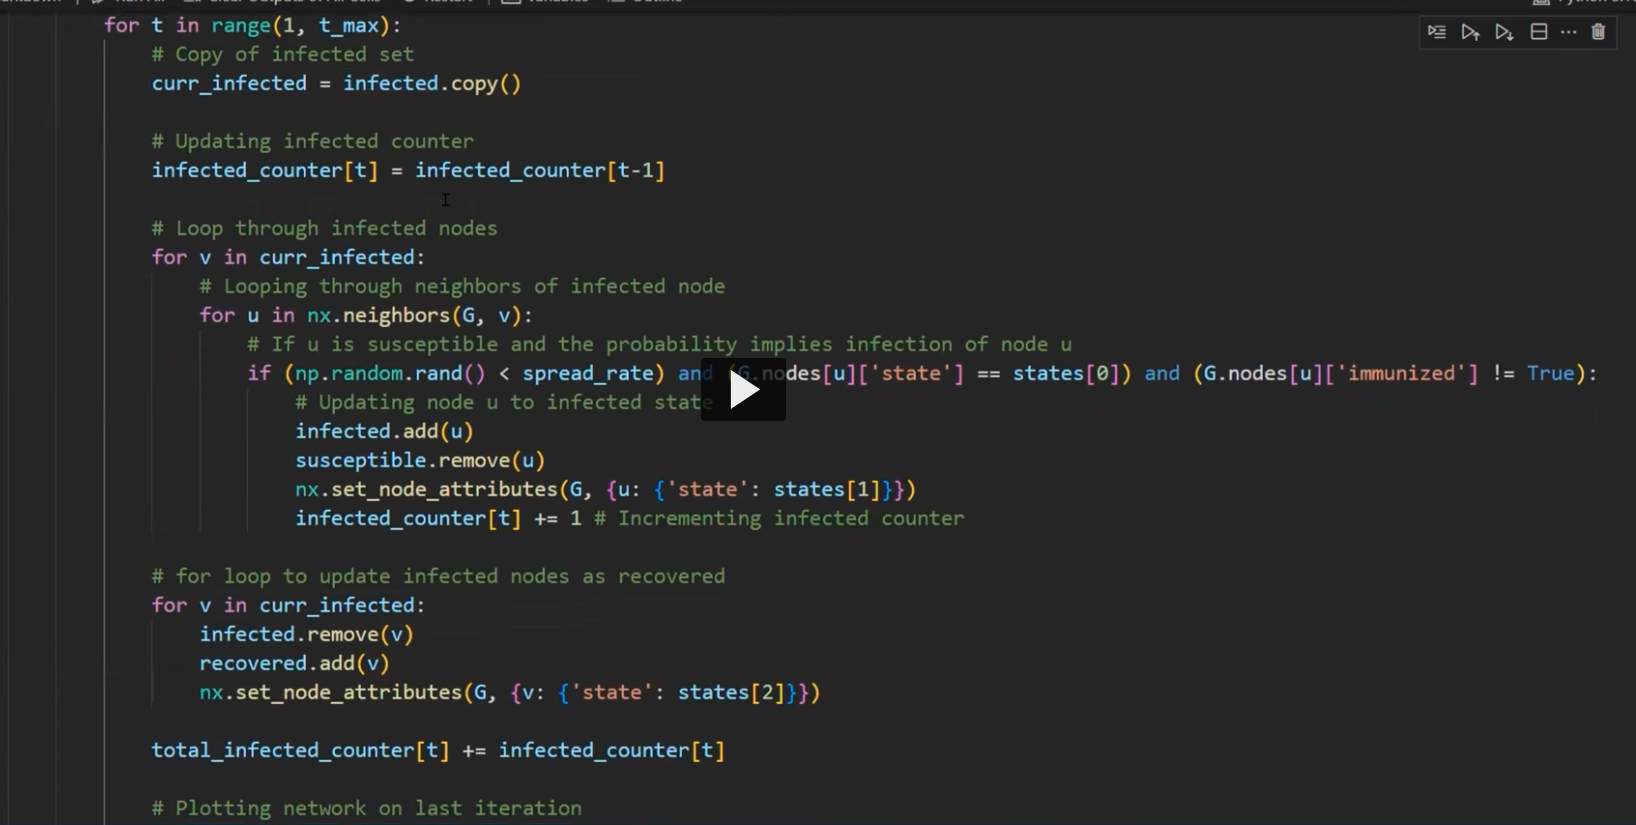 for t in range(1, t_max):
# Copy of infected set
curr_infected = infected.copy()
# Updating infected counter
infected_counter[t] = infected_counter[t-1]
# Loop through infected nodes
for v in curr_infected:
# Looping through neighbors of infected node
for u in nx.neighbors(G, v):
# If u is susceptible and the probability implies infection of node u
if (np.random.rand() < spread_rate) and (G.nodes[u]['state'] == states[0]) and (G.nodes[u]['immunized'] != True):
# Updating node u to infected state
infected.add(u)
susceptible.remove(u)
nx.set_node_attributes(G, {u: {'state': states[1]}})
infected_counter[t] += 1 # Incrementing infected counter
# for loop to update infected nodes as recovered
for v in curr_infected:
infected.remove(v)
recovered.add(v)
nx.set_node_attributes(G, {v: {'state': states[2]}})
total_infected_counter[t] += infected_counter[t]
# Plotting network on last iteration